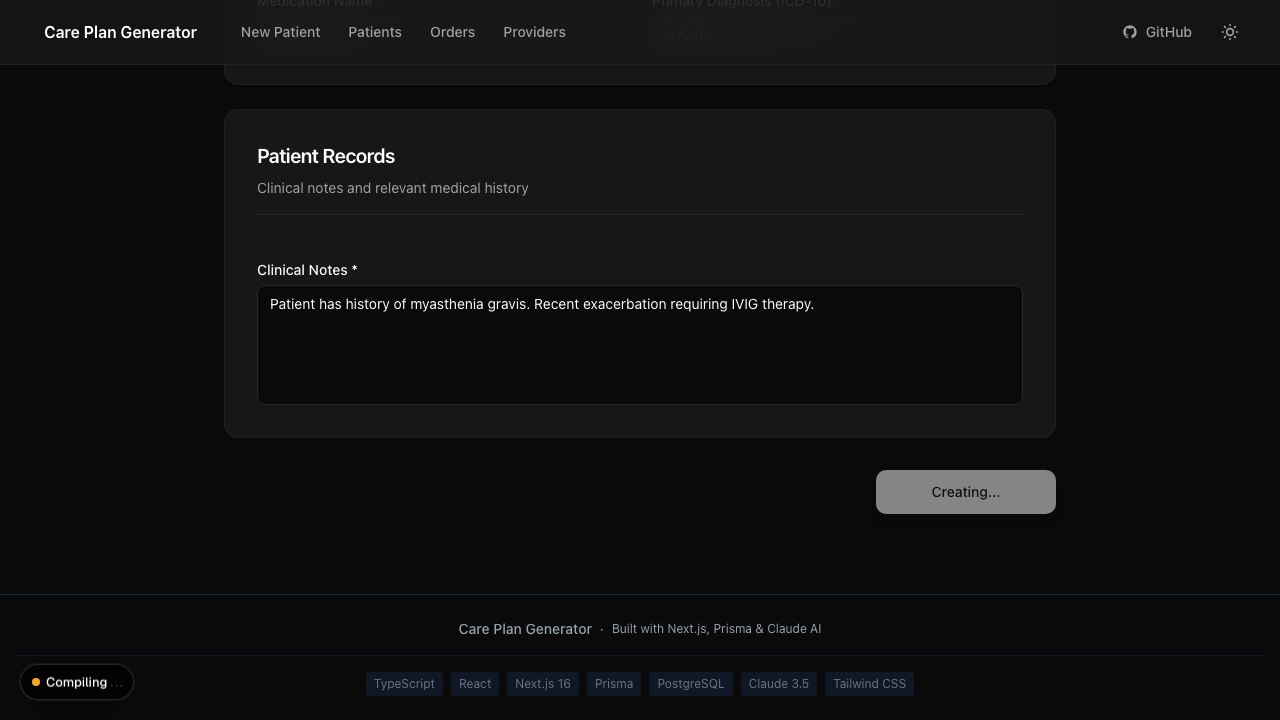 Medication Name *
Primary Diagnosis (ICD-10) *
Care Plan Generator
New Patient
Patients
Orders
Providers
GitHub
G70.00
Patient Records
Clinical notes and relevant medical history
Clinical Notes *
Patient has history of myasthenia gravis. Recent exacerbation requiring IVIG therapy.
Creating...
Care Plan Generator · Built with Next.js, Prisma & Claude AI
Compiling ...
TypeScript
React
Next.js 16
Prisma
PostgreSQL
Claude 3.5
Tailwind CSS